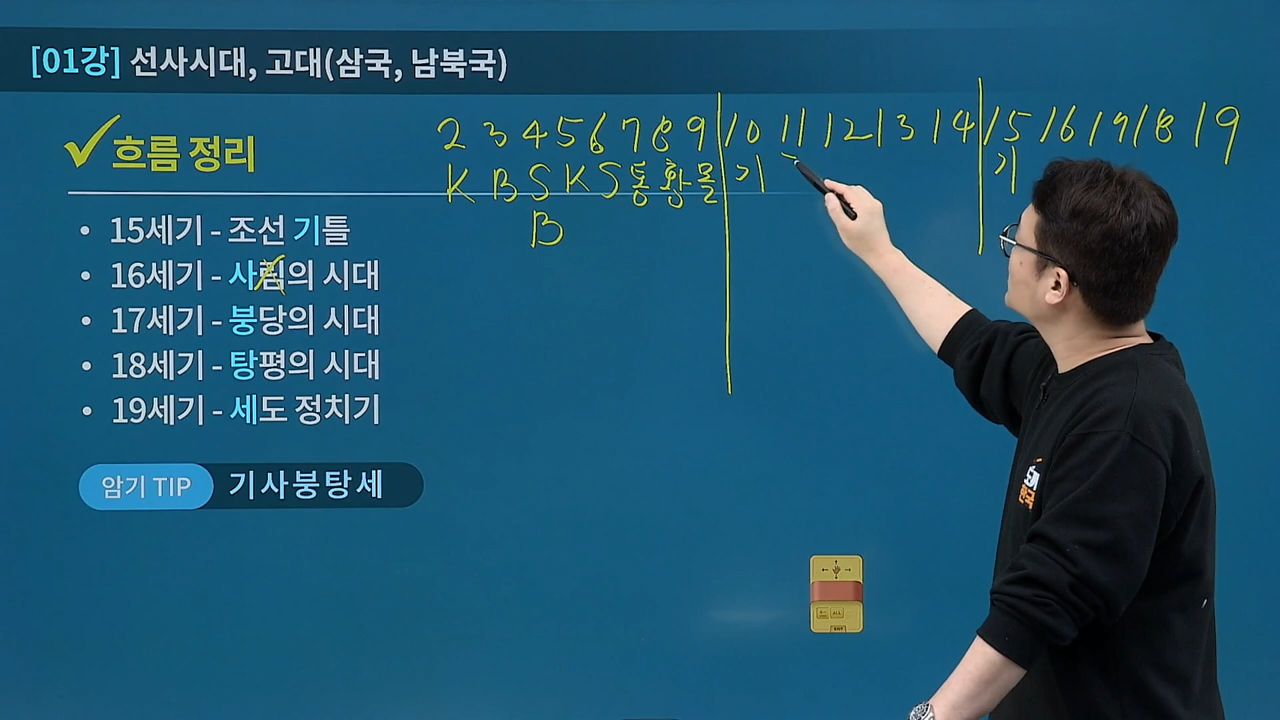 [01강] 선사시대, 고대(삼국, 남북국)
흐름 정리
2 3 4 5 6 7 8 9 10 11 12 13 14 15 16 17 18 19
K B S K S 통 황 몰 기 기
B
• 15세기 - 조선 기틀
• 16세기 - 사림의 시대
• 17세기 - 붕당의 시대
• 18세기 - 탕평의 시대
• 19세기 - 세도 정치기
암기 TIP 기사붕탕세
ALL